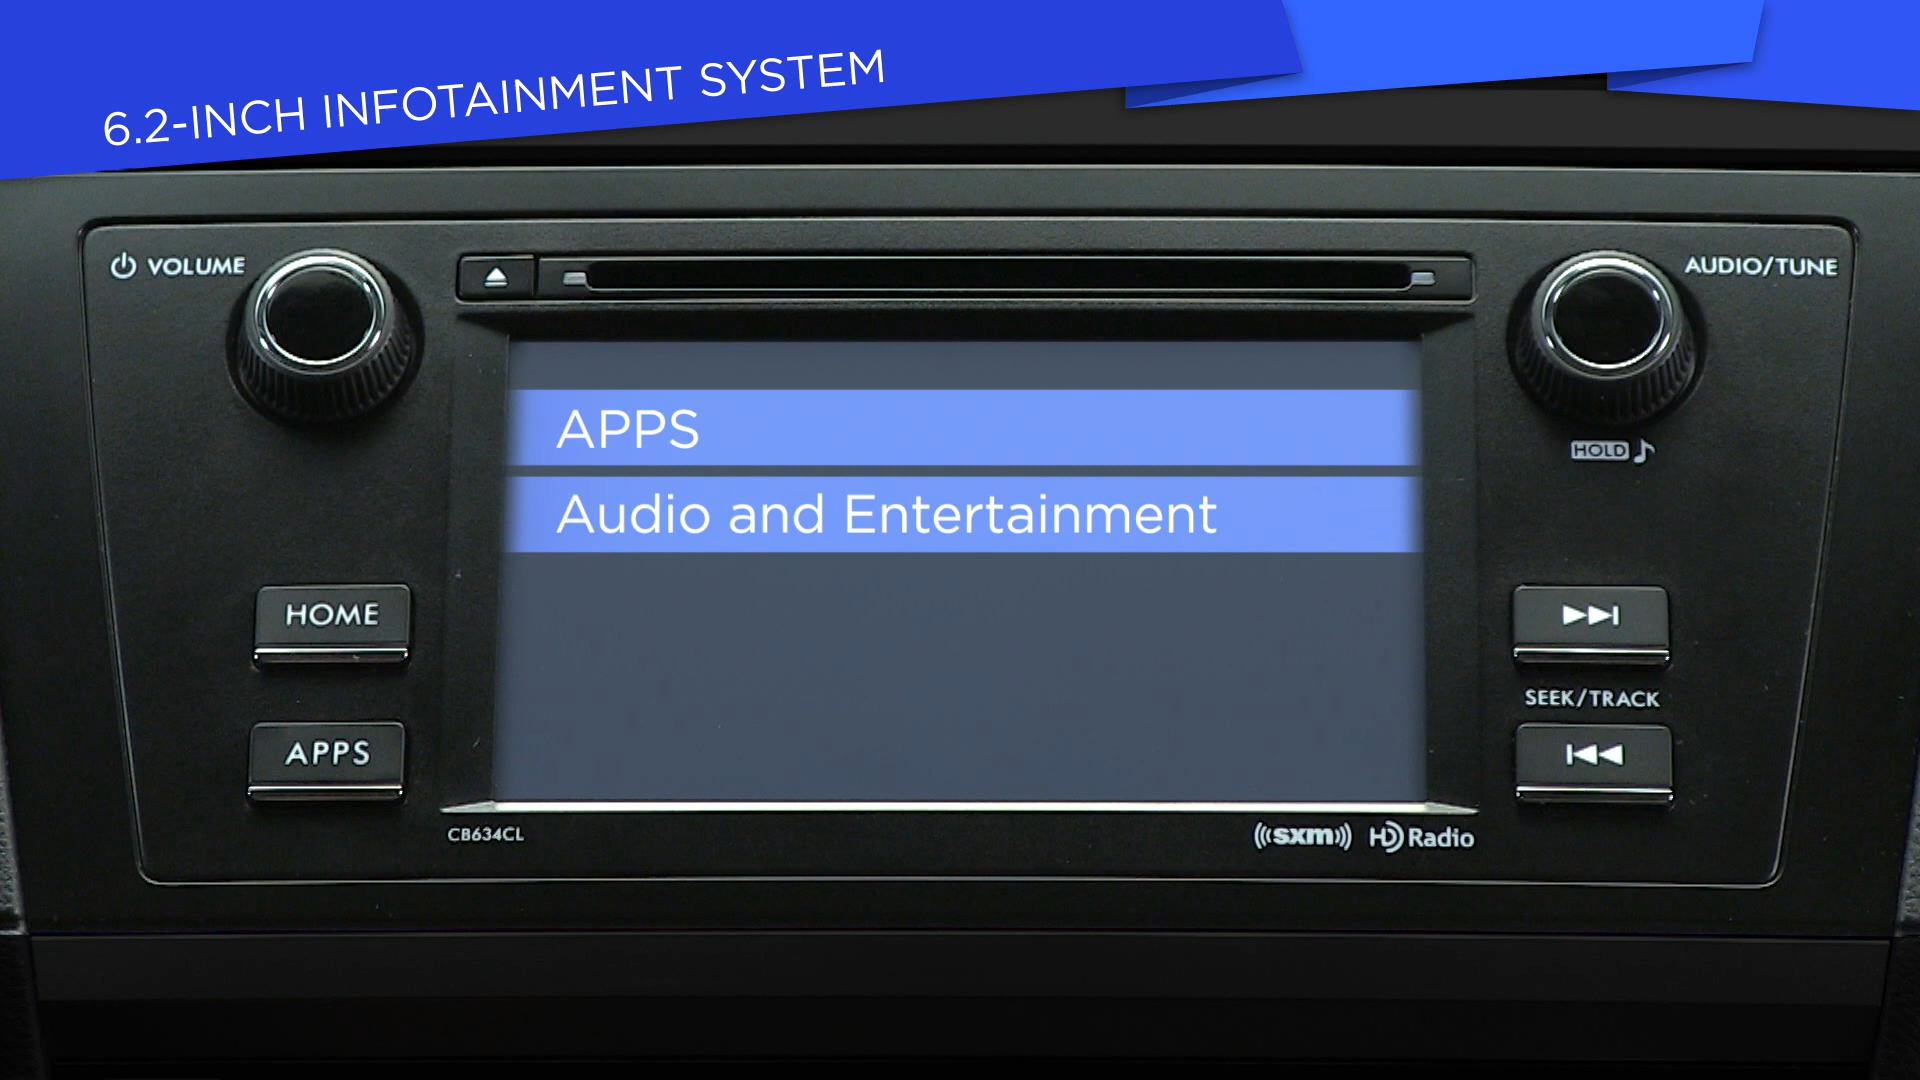 6.2-INCH INFOTAINMENT SYSTEM
VOLUME
AUDIO/TUNE
HOLD
APPS
Audio and Entertainment
HOME
SEEK/TRACK
APPS
CB634CL
((sxm)) HD Radio